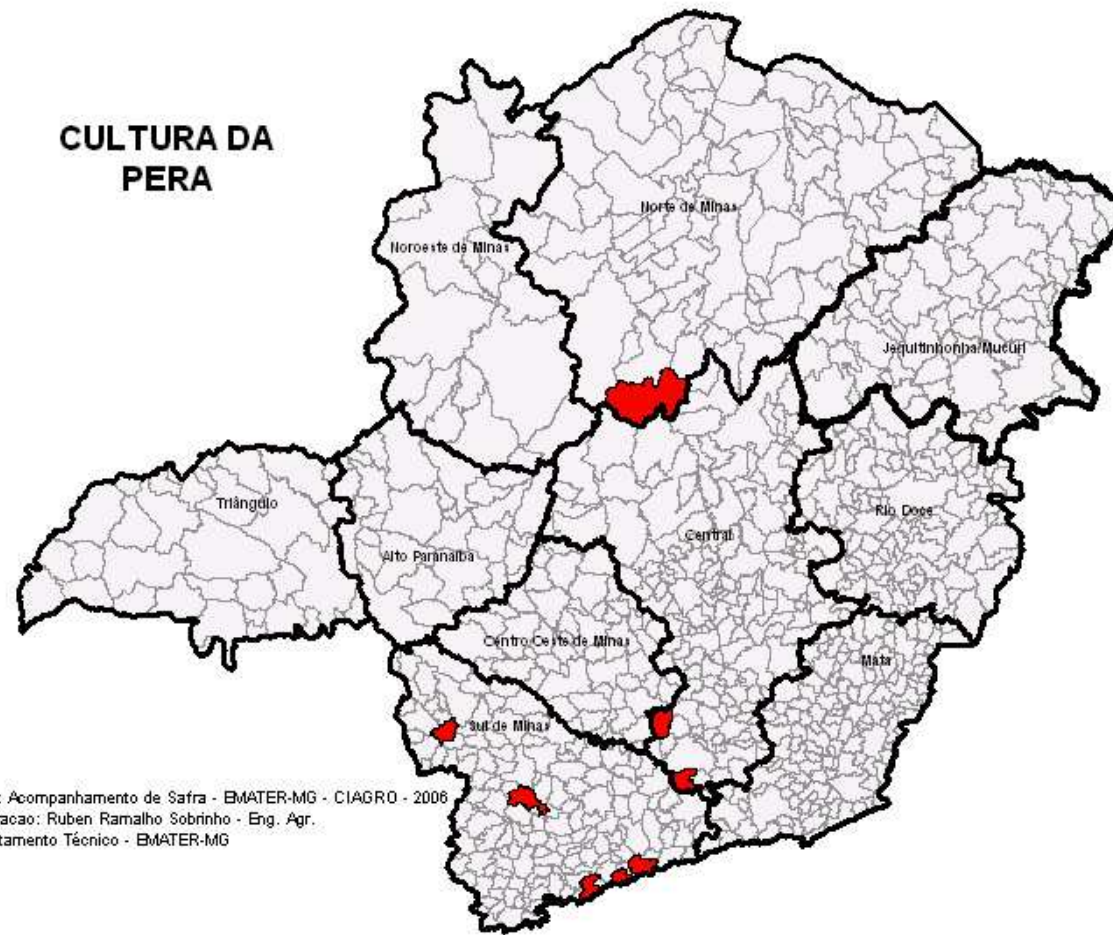 CULTURA DA
PERA
Norte de Minas
Noroeste de Minas
Jequitinhonha/Mucuri
Triângulo
Rio Doce
Central
Alto Paranaíba
Centro Oeste de Minas
Mata
Sul de Minas
: Acompanhamento de Safra - EMATER-MG - CIAGRO - 2006
racao: Ruben Ramalho Sobrinho - Eng. Agr.
tamento Técnico - EMATER-MG